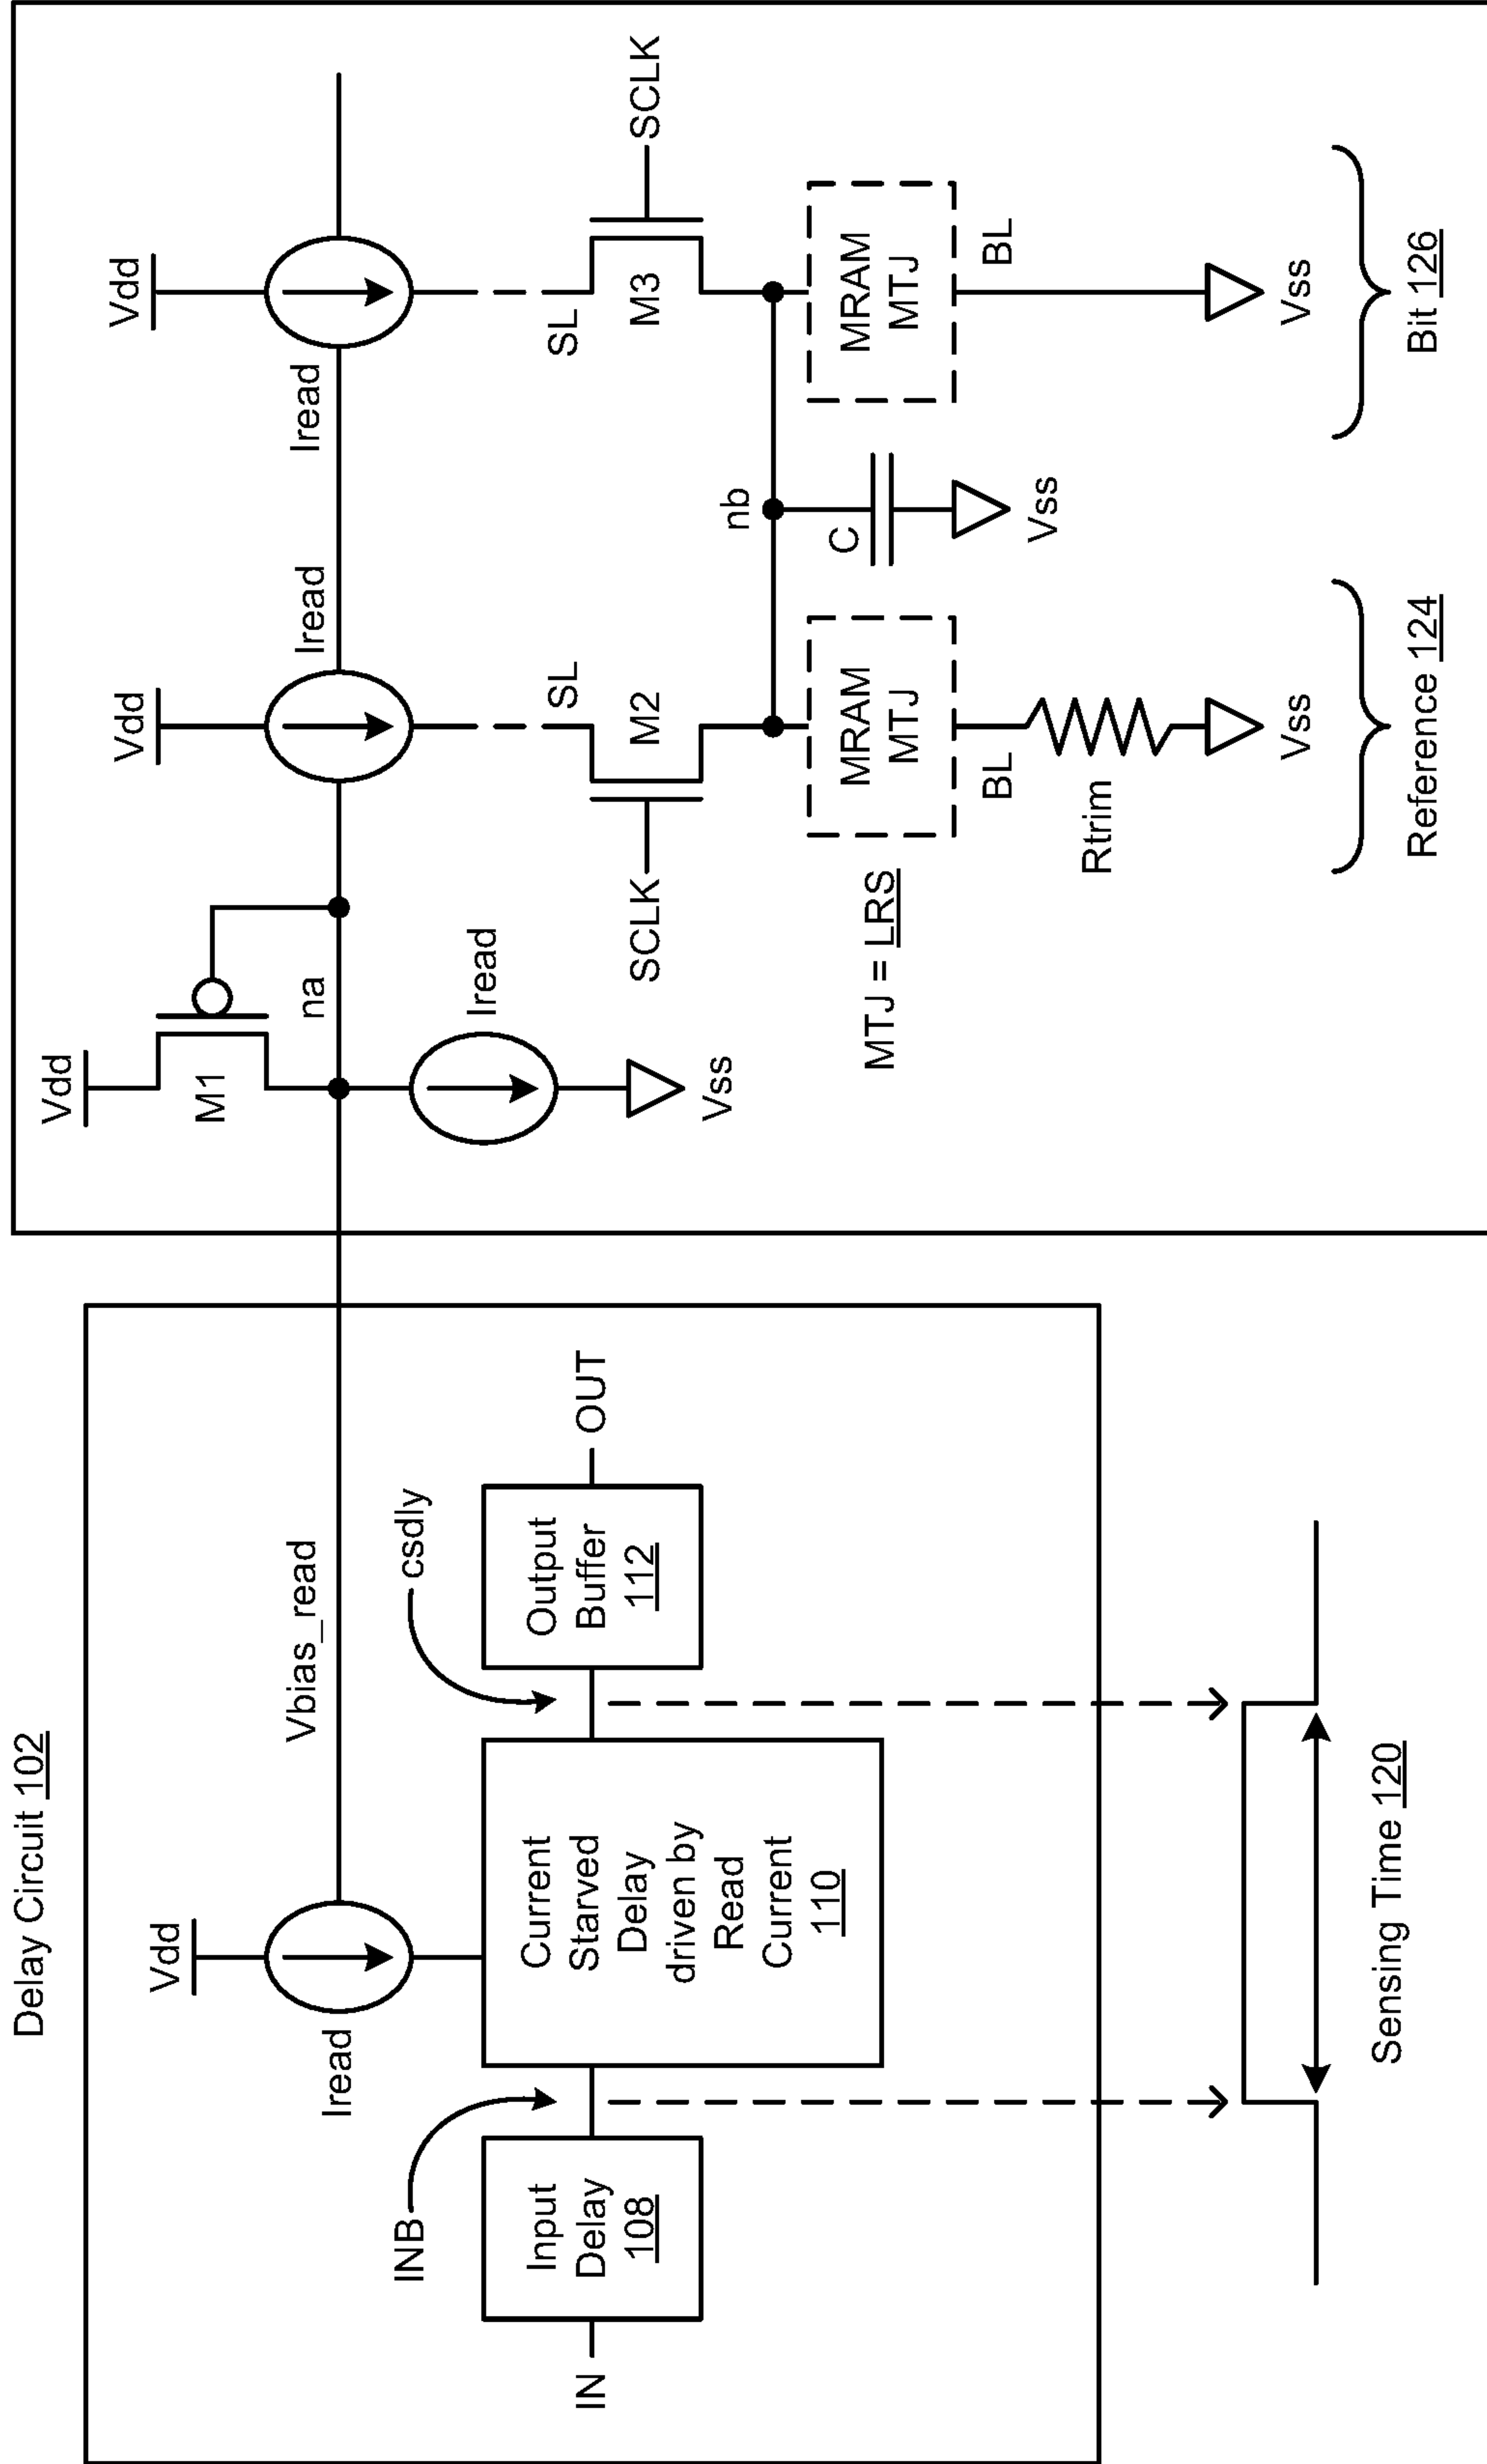 Delay Circuit 102
Vdd
Iread
Vbias_read
IN
Input
Delay
108
INB
Current
Starved
Delay
driven by
Read
Current
110
csdly
Output
Buffer
112
OUT
Sensing Time 120
Vdd
M1
na
Iread
Vss
Vdd
Iread
SL
SCLK
M2
MTJ = LRS
MRAM
MTJ
BL
Rtrim
Vss
Reference 124
nb
C
Vss
Vdd
Iread
SL
M3
SCLK
MRAM
MTJ
BL
Vss
Bit 126